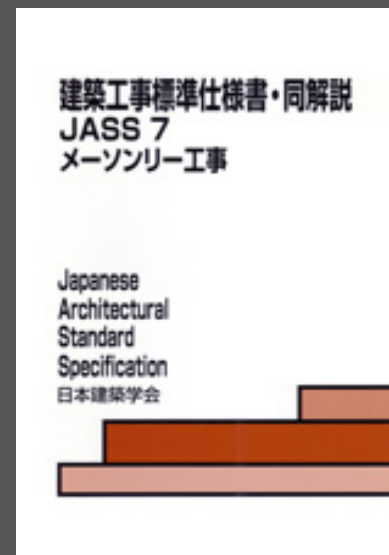 建築工事標準仕様書・同解説
JASS 7
メーソンリー工事
Japanese
Architectural
Standard
Specification
日本建築学会